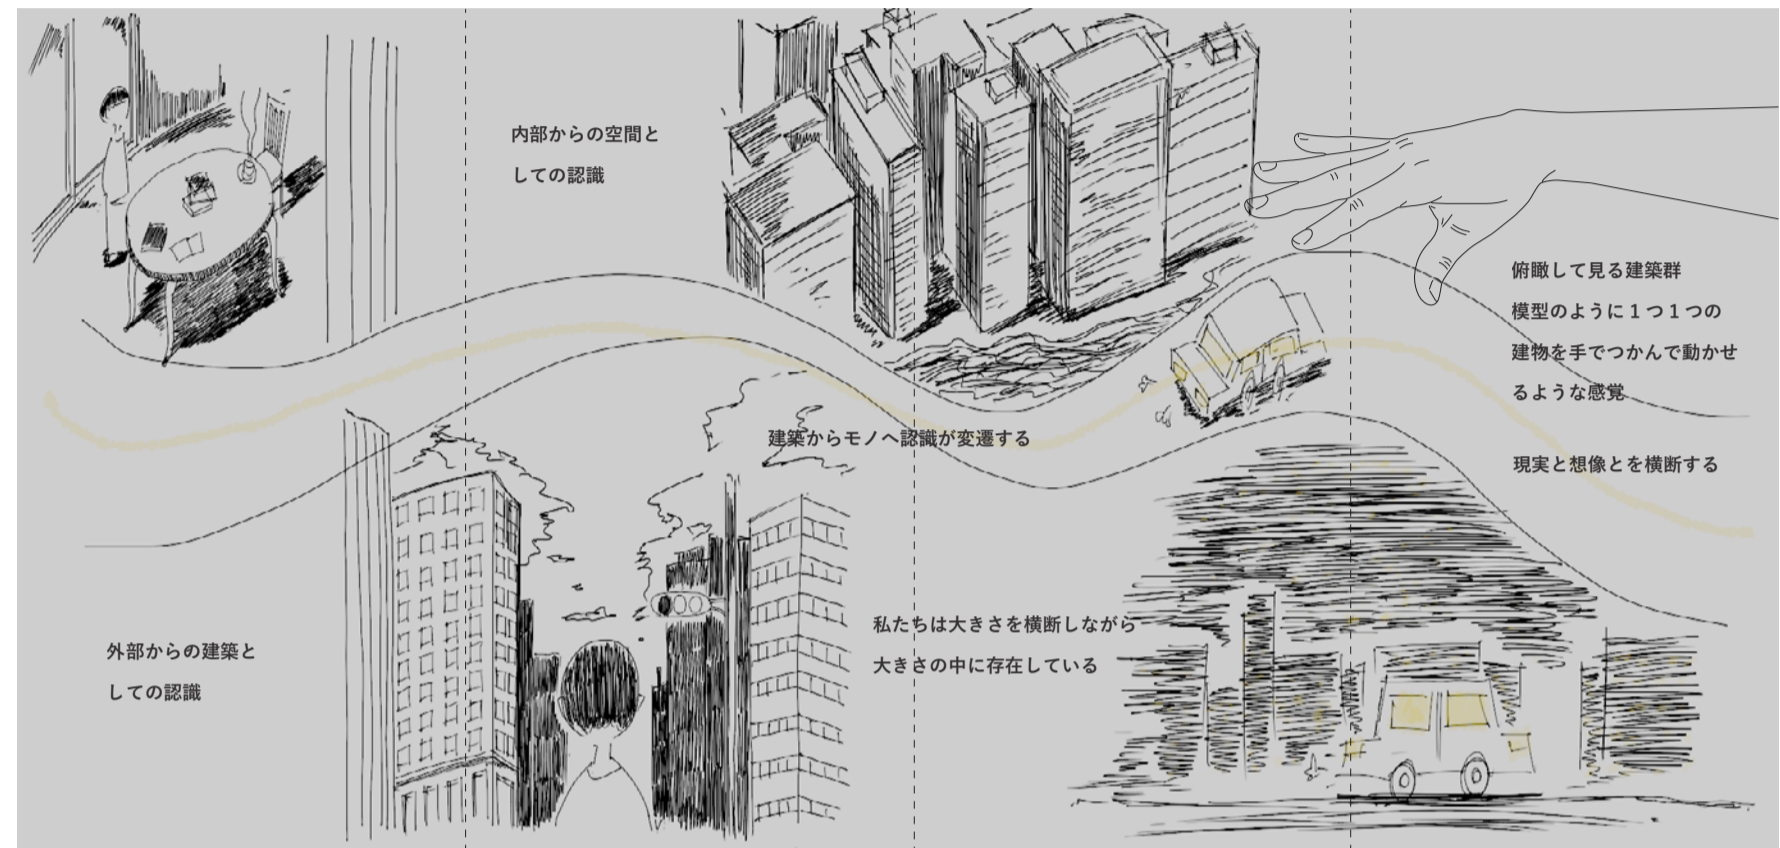 内部からの空間と
しての認識
俯瞰して見る建築群
模型のように１つ１つの
建物を手でつかんで動かせ
るような感覚
建築からモノへ認識が変遷する
現実と想像とを横断する
外部からの建築と
しての認識
私たちは大きさを横断しながら
大きさの中に存在している